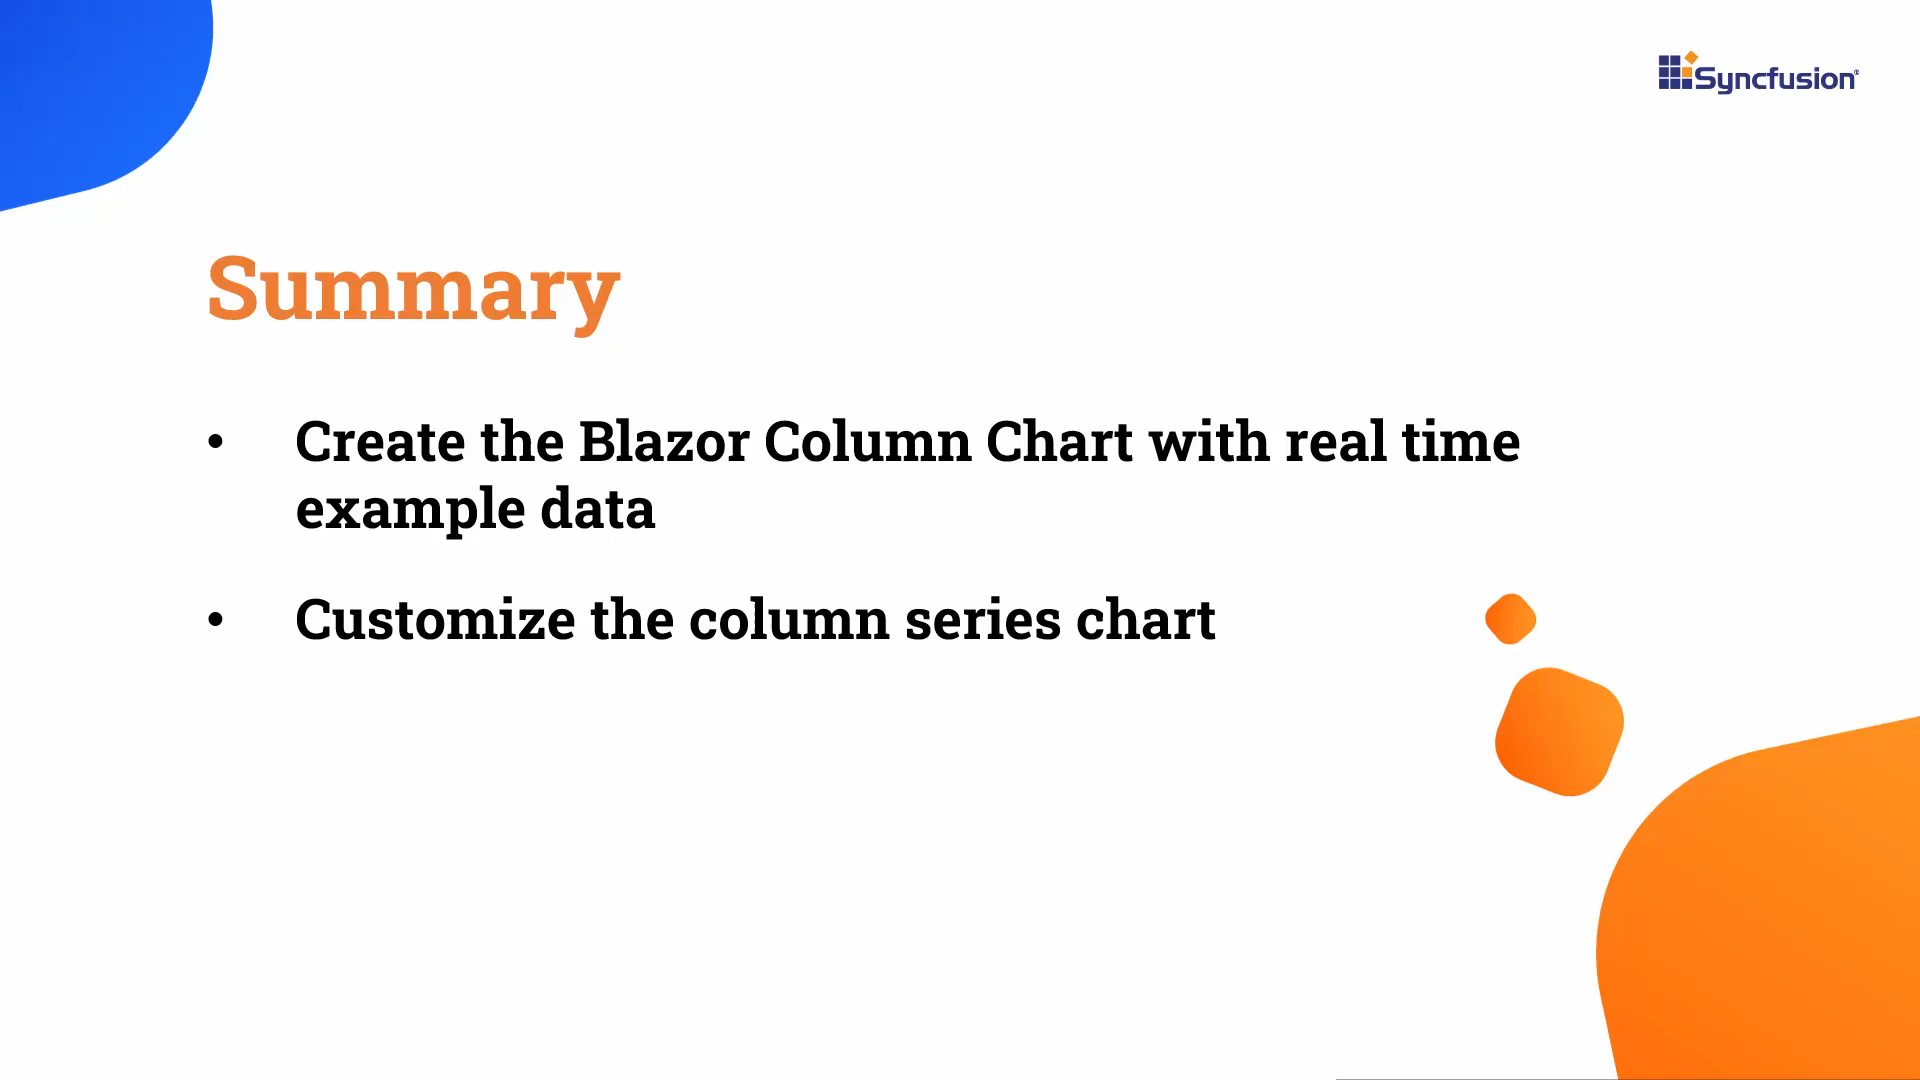 Syncfusion®
Summary
• Create the Blazor Column Chart with real time
example data
• Customize the column series chart